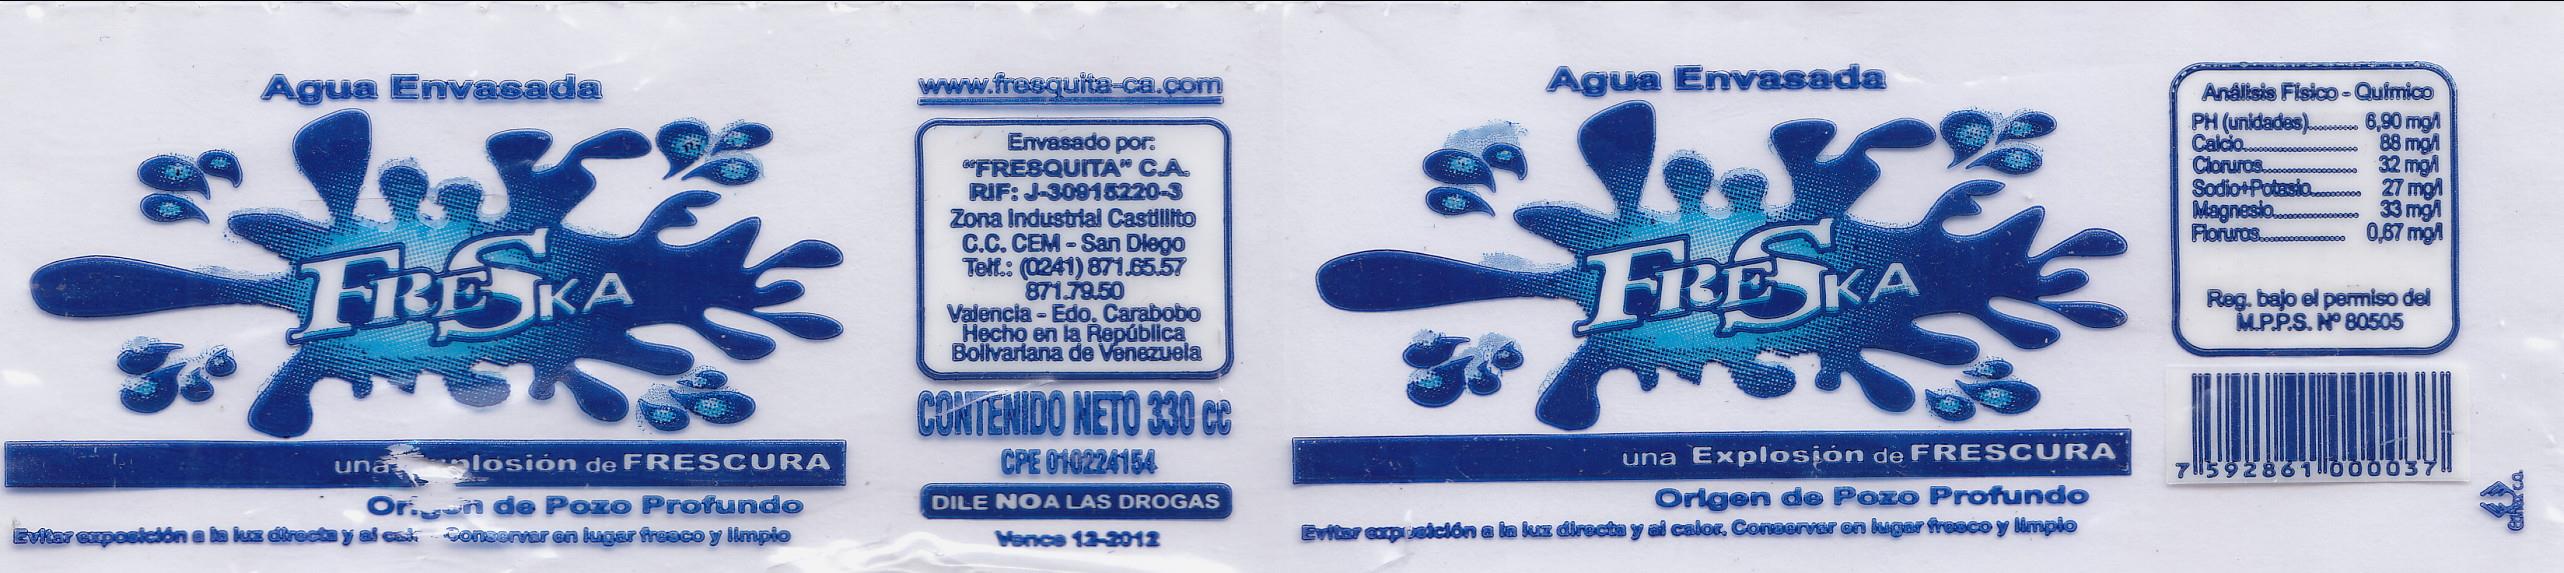 Agua Envasada
FRESKA
una Explosión de FRESCURA
Origen de Pozo Profundo
Evitar exposición a la luz directa y al calor. Conservar en lugar fresco y limpio
www.fresquita-ca.com
Envasado por:
"FRESQUITA" C.A.
RIF: J-30915220-3
Zona Industrial Castillito
C.C. CEM - San Diego
Telf.: (0241) 871.65.57
871.79.50
Valencia - Edo. Carabobo
Hecho en la República
Bolivariana de Venezuela
CONTENIDO NETO 330 cc
CPE 010224154
DILE NO A LAS DROGAS
Vence 12-2012
Agua Envasada
FRESKA
una Explosión de FRESCURA
Origen de Pozo Profundo
Evitar exposición a la luz directa y al calor. Conservar en lugar fresco y limpio
Análisis Físico - Químico
PH (unidades).......... 6,90 mg/l
Calcio....................... 88 mg/l
Cloruros................... 32 mg/l
Sodio+Potasio.......... 27 mg/l
Magnesio................. 33 mg/l
Floruros................. 0,67 mg/l
Reg. bajo el permiso del
M.P.P.S. Nº 80505
7 592861 000037